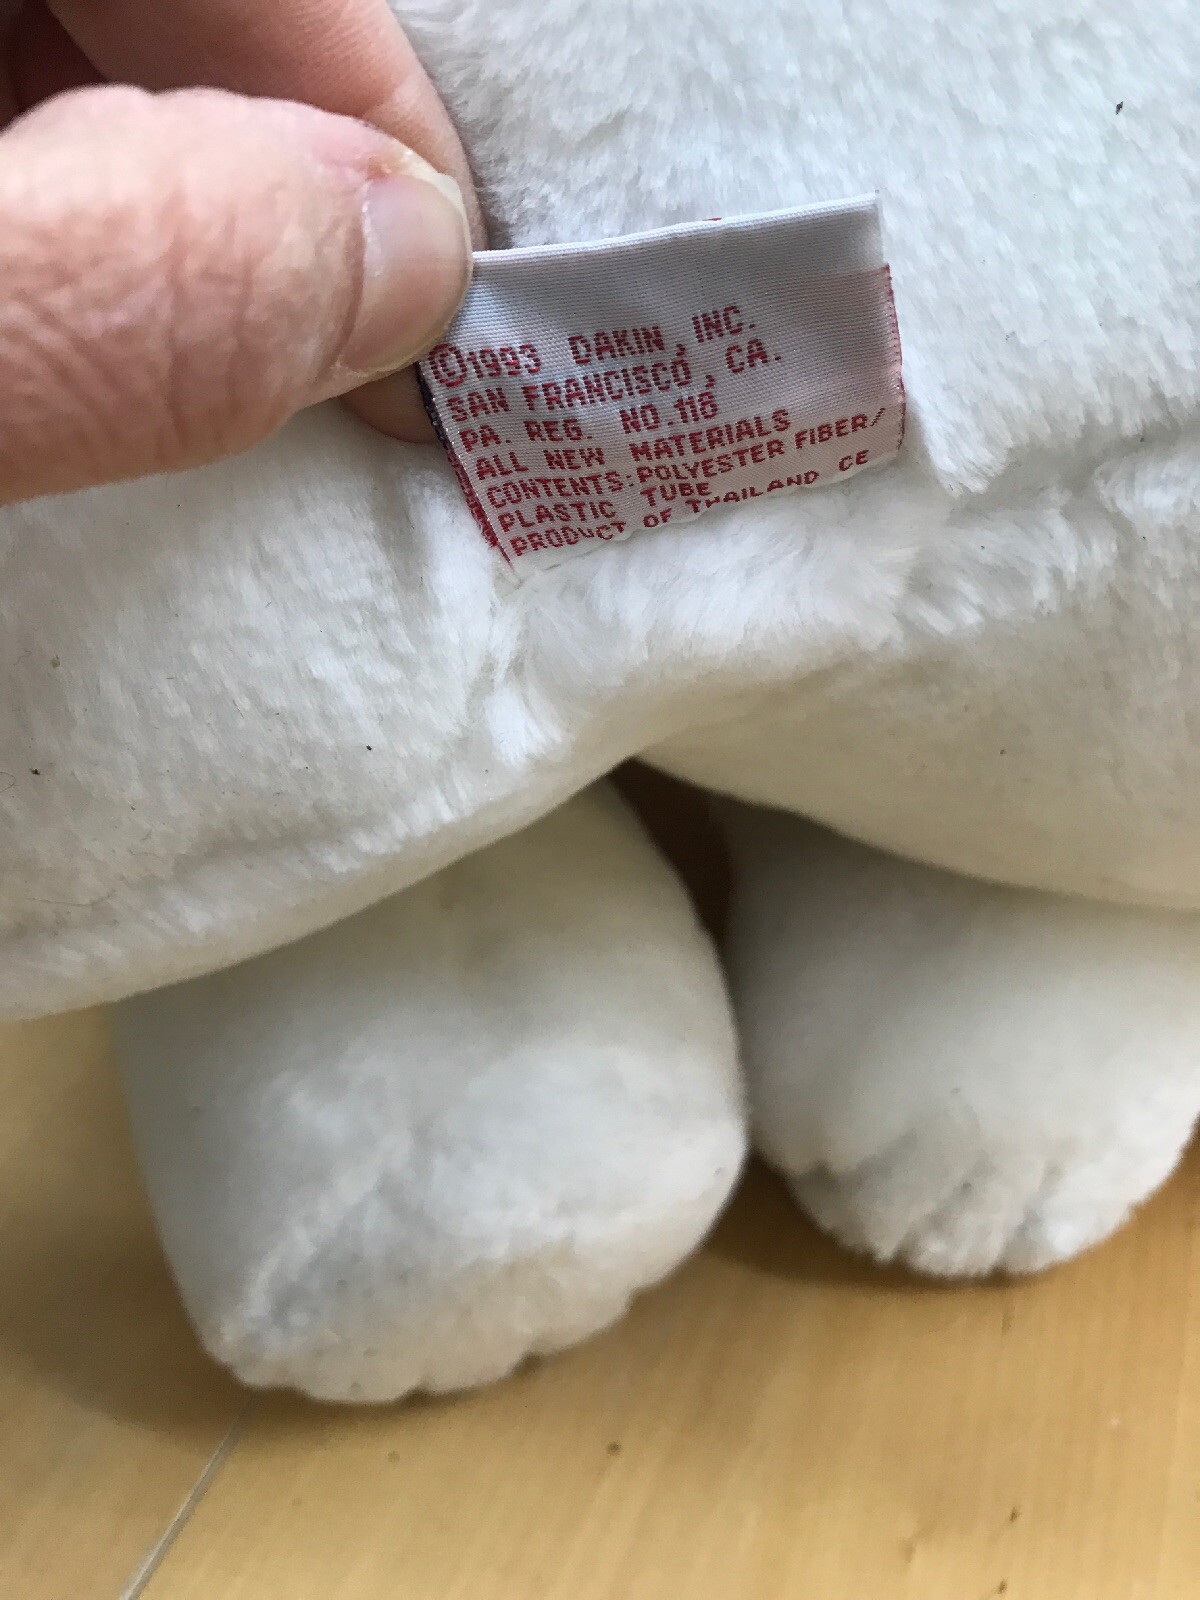 ©1993 DAKIN, INC.
SAN FRANCISCO, CA.
PA. REG. NO. 118
ALL NEW MATERIALS
CONTENTS: POLYESTER FIBER/
PLASTIC TUBE
PRODUCT OF THAILAND CE